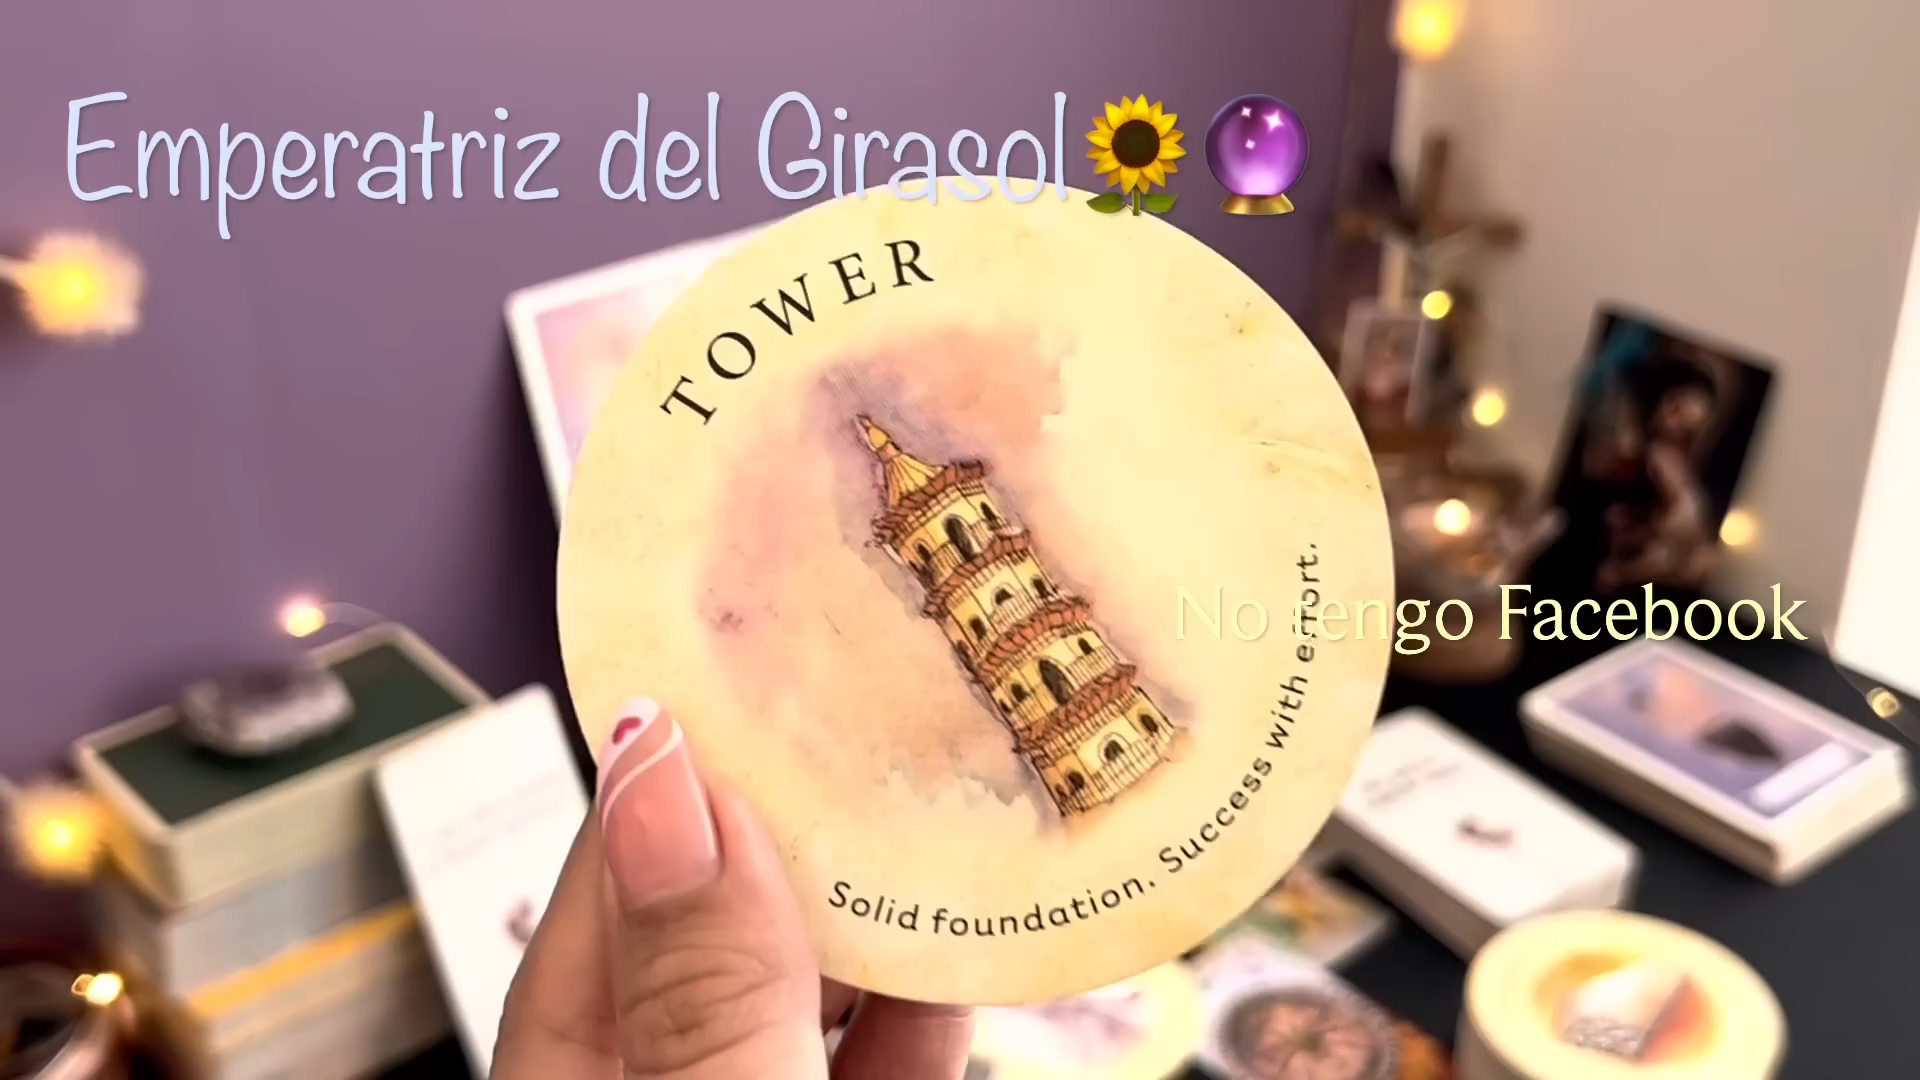 Emperatriz del Girasol🌻🔮
TOWER
No tengo Facebook
Solid foundation. Success with effort.